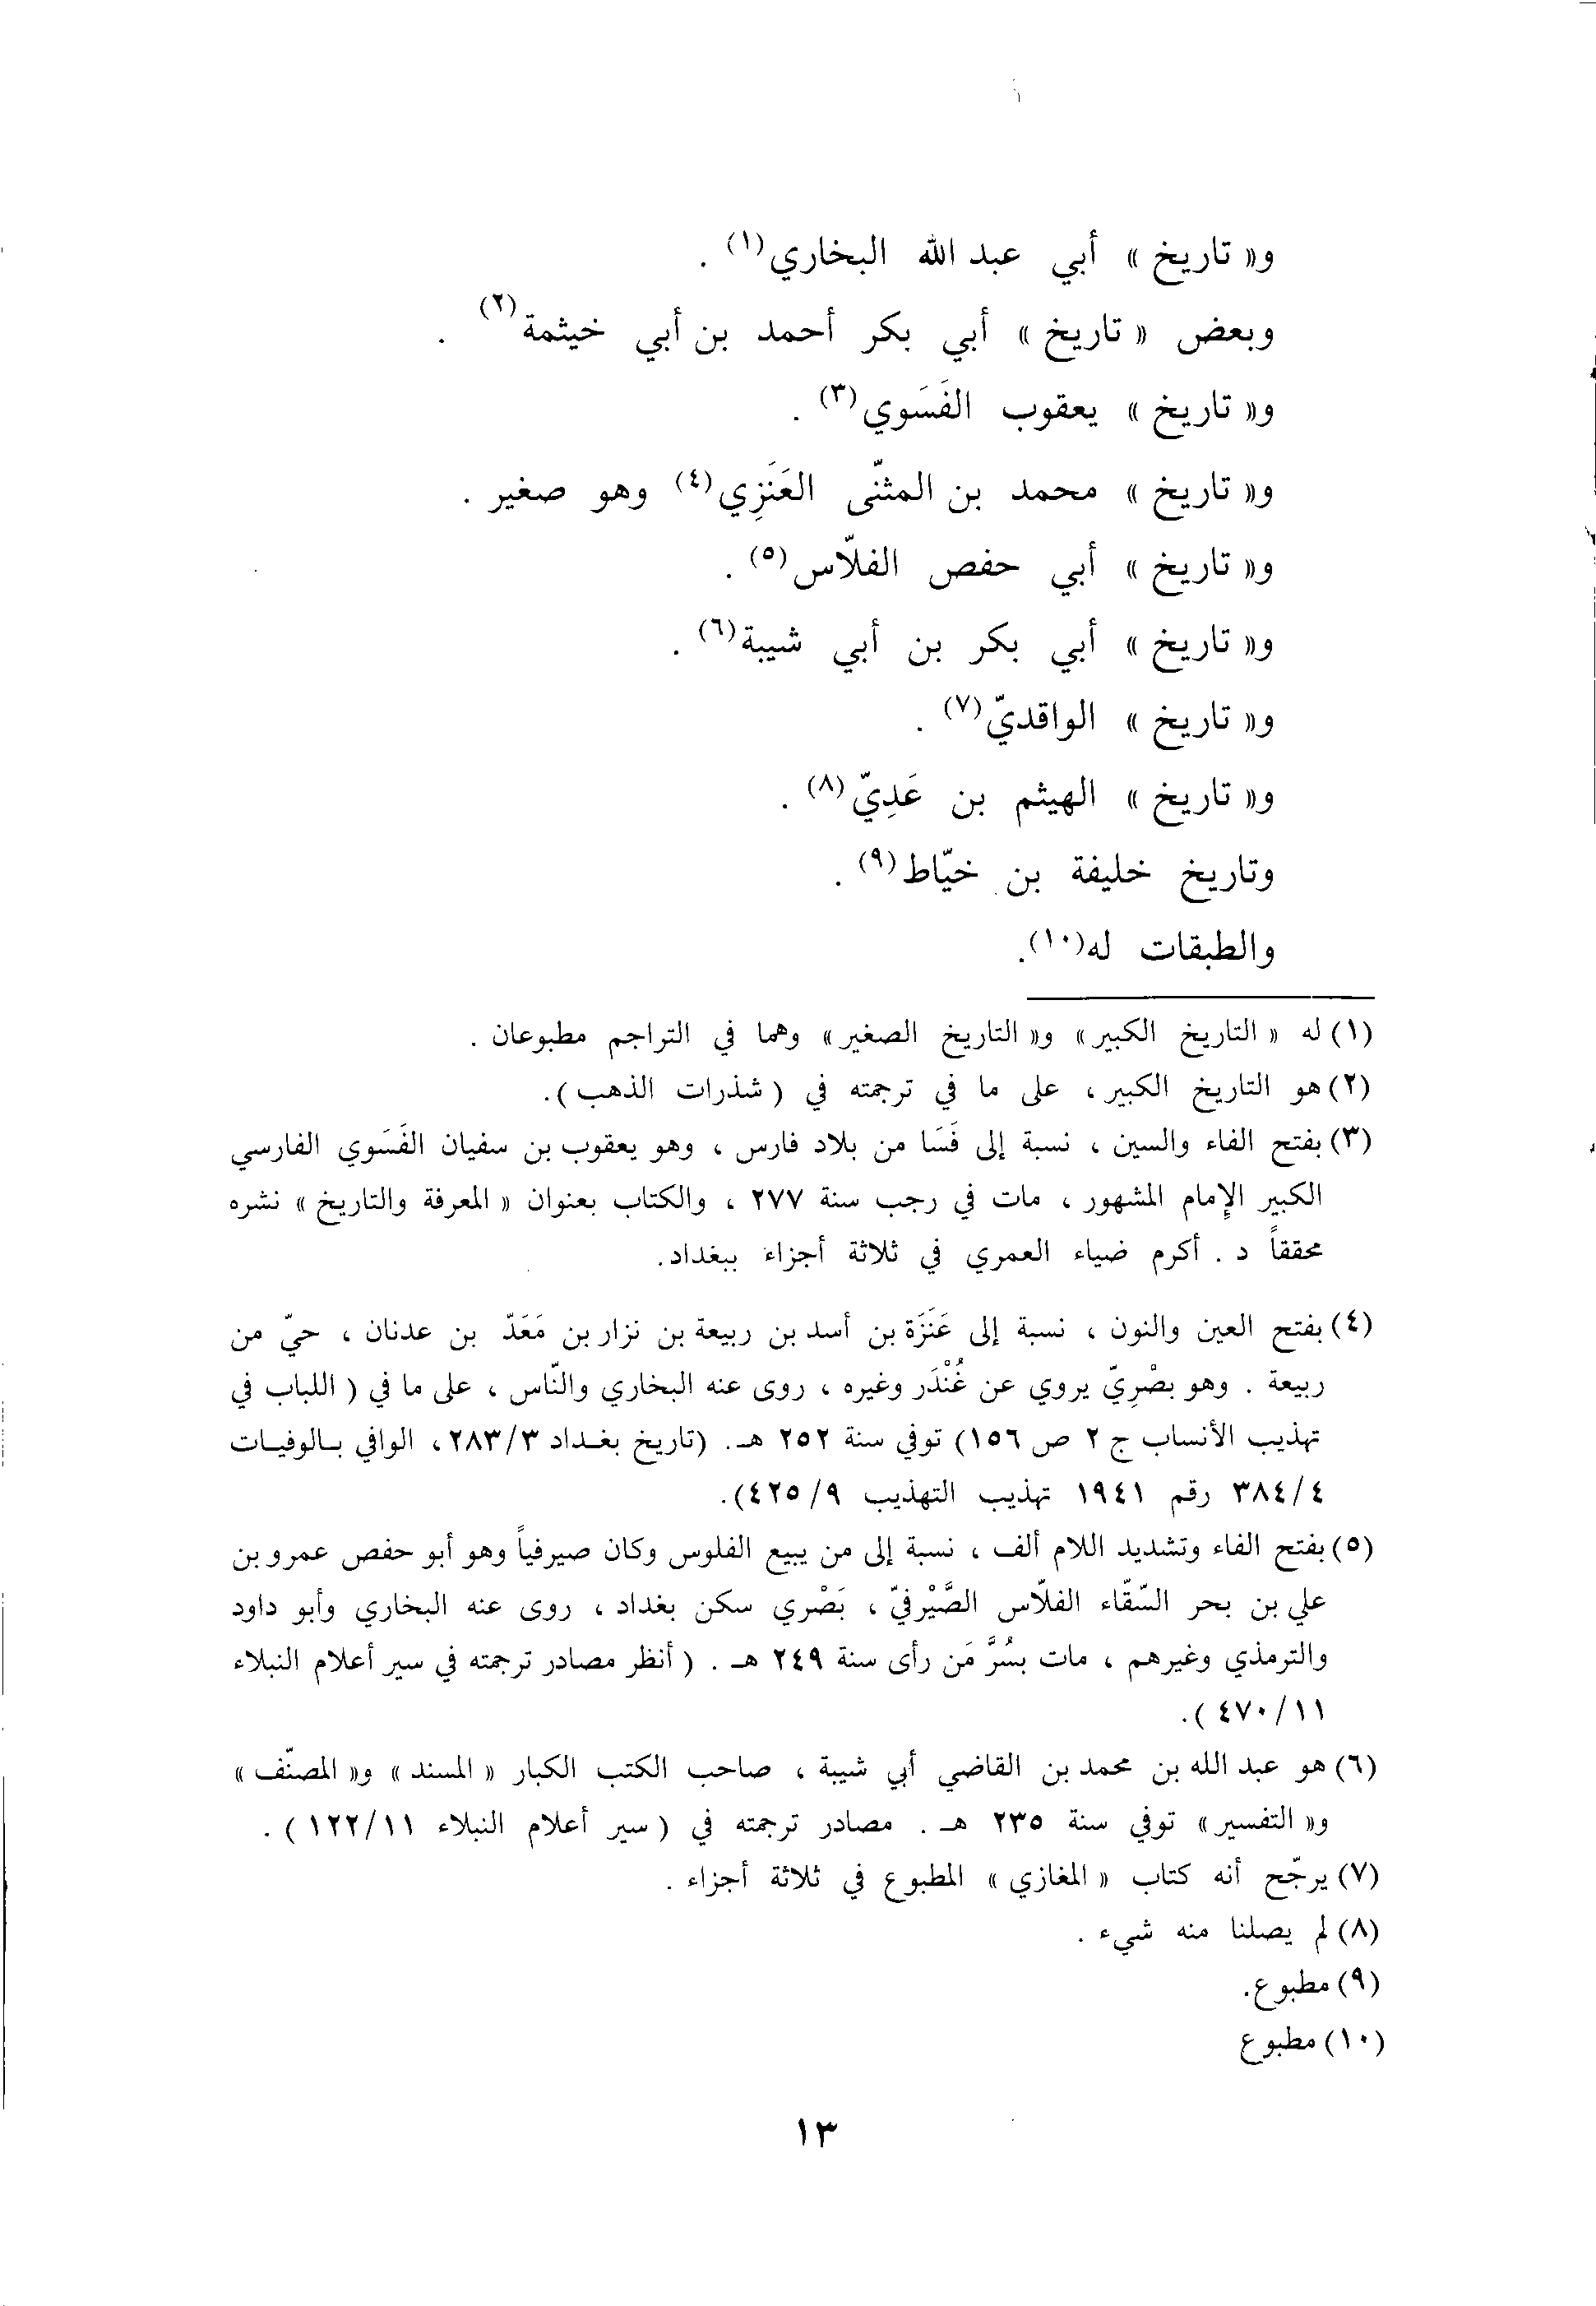 و« تاريخ » أبي عبد الله البخاري(١) .
وبعض « تاريخ » أبي بكر أحمد بن أبي خيثمة(٢) .
و« تاريخ » يعقوب الفَسَوي(٣) .
و« تاريخ » محمد بن المثنّى العَنَزِي(٤) وهو صغير .
و« تاريخ » أبي حفص الفلّاس(٥) .
و« تاريخ » أبي بكر بن أبي شيبة(٦) .
و« تاريخ » الواقديّ(٧) .
و« تاريخ » الهيثم بن عَدِيّ(٨) .
وتاريخ خليفة بن خيّاط(٩) .
والطبقات له(١٠).
(١) له « التاريخ الكبير » و« التاريخ الصغير » وهما في التراجم مطبوعان .
(٢) هو التاريخ الكبير ، على ما في ترجمته في ( شذرات الذهب ).
(٣) بفتح الفاء والسين ، نسبة إلى فَسَا من بلاد فارس ، وهو يعقوب بن سفيان الفَسَوي الفارسي
الكبير الإمام المشهور ، مات في رجب سنة ٢٧٧ ، والكتاب بعنوان « المعرفة والتاريخ » نشره
محققاً د . أكرم ضياء العمري في ثلاثة أجزاء ببغداد.
(٤) بفتح العين والنون ، نسبة إلى عَنَزَة بن أسد بن ربيعة بن نزار بن مَعَدّ بن عدنان ، حيّ من
ربيعة . وهو بصْرِيّ يروي عن غُنْدَر وغيره ، روى عنه البخاري والنّاس ، على ما في ( اللباب في
تهذيب الأنساب ج ٢ ص ١٥٦) توفي سنة ٢٥٢ هـ. (تاريخ بغداد ٢٨٣/٣، الوافي بالوفيات
٣٨٤/٤ رقم ١٩٤١ تهذيب التهذيب ٤٢٥/٩).
(٥) بفتح الفاء وتشديد اللام ألف ، نسبة إلى من يبيع الفلوس وكان صيرفياً وهو أبو حفص عمرو بن
علي بن بحر السّقّاء الفلّاس الصَّيْرفيّ ، بَصْري سكن بغداد ، روى عنه البخاري وأبو داود
والترمذي وغيرهم ، مات بسُرَّ مَن رأى سنة ٢٤٩ هـ . ( أنظر مصادر ترجمته في سير أعلام النبلاء
٤٧٠/١١ ).
(٦) هو عبد الله بن محمد بن القاضي أبي شيبة ، صاحب الكتب الكبار « المسند » و« المصنّف »
و« التفسير » توفي سنة ٢٣٥ هـ . مصادر ترجمته في ( سير أعلام النبلاء ١٢٢/١١ ) .
(٧) يرجّح أنه كتاب « المغازي » المطبوع في ثلاثة أجزاء .
(٨) لم يصلنا منه شيء .
(٩) مطبوع.
(١٠) مطبوع
١٣